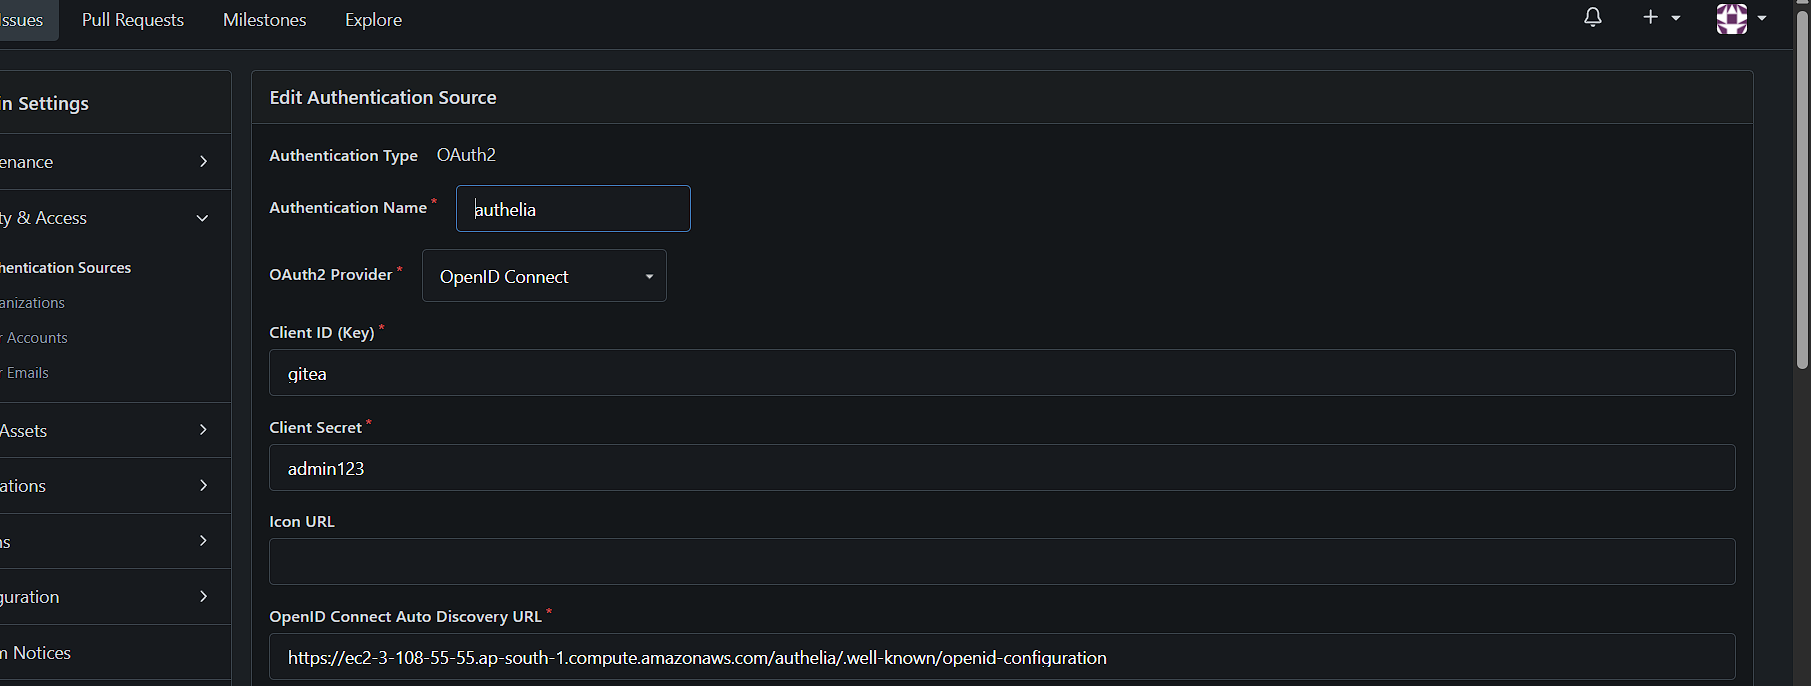 Issues Pull Requests Milestones Explore
in Settings
enance
ty & Access
hentication Sources
anizations
r Accounts
r Emails
Assets
ations
ns
guration
m Notices
Edit Authentication Source
Authentication Type OAuth2
Authentication Name* authelia
OAuth2 Provider* OpenID Connect
Client ID (Key)*
gitea
Client Secret*
admin123
Icon URL
OpenID Connect Auto Discovery URL*
https://ec2-3-108-55-55.ap-south-1.compute.amazonaws.com/authelia/.well-known/openid-configuration